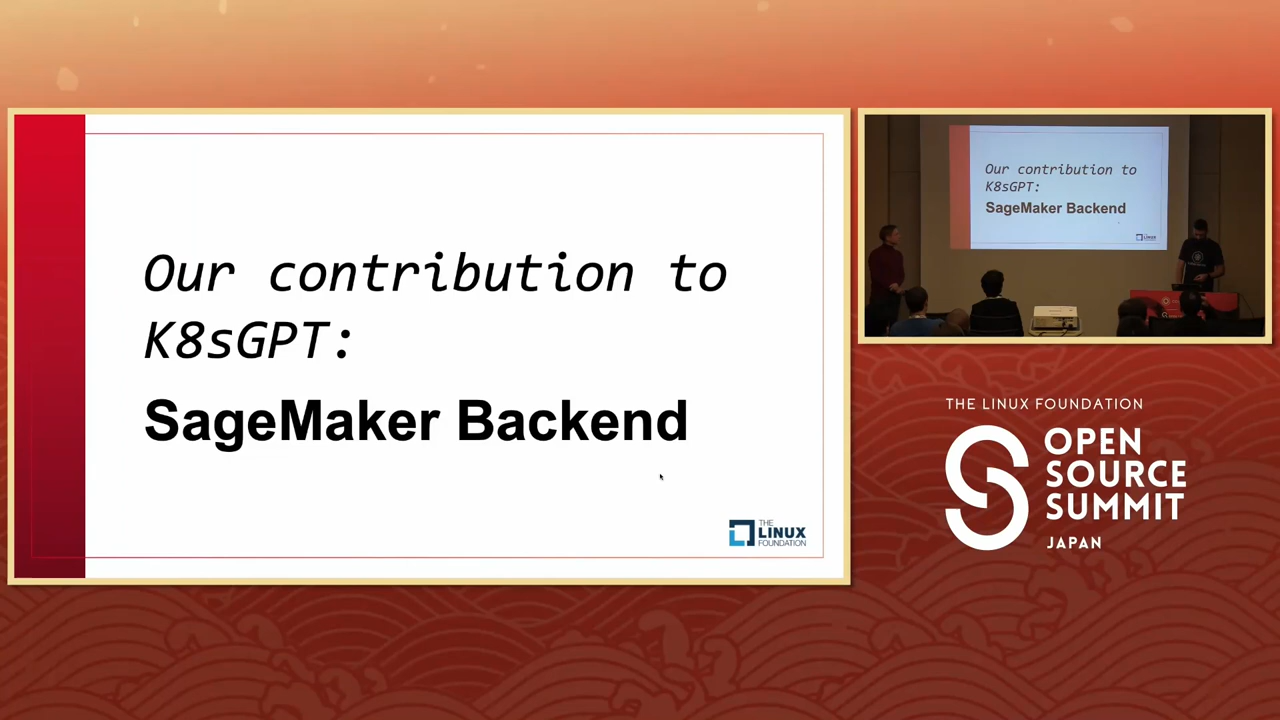 Our contribution to
K8sGPT:
SageMaker Backend
THE
LINUX
FOUNDATION
Our contribution to
K8sGPT:
SageMaker Backend
LINUX
THE LINUX FOUNDATION
OPEN
SOURCE
SUMMIT
JAPAN